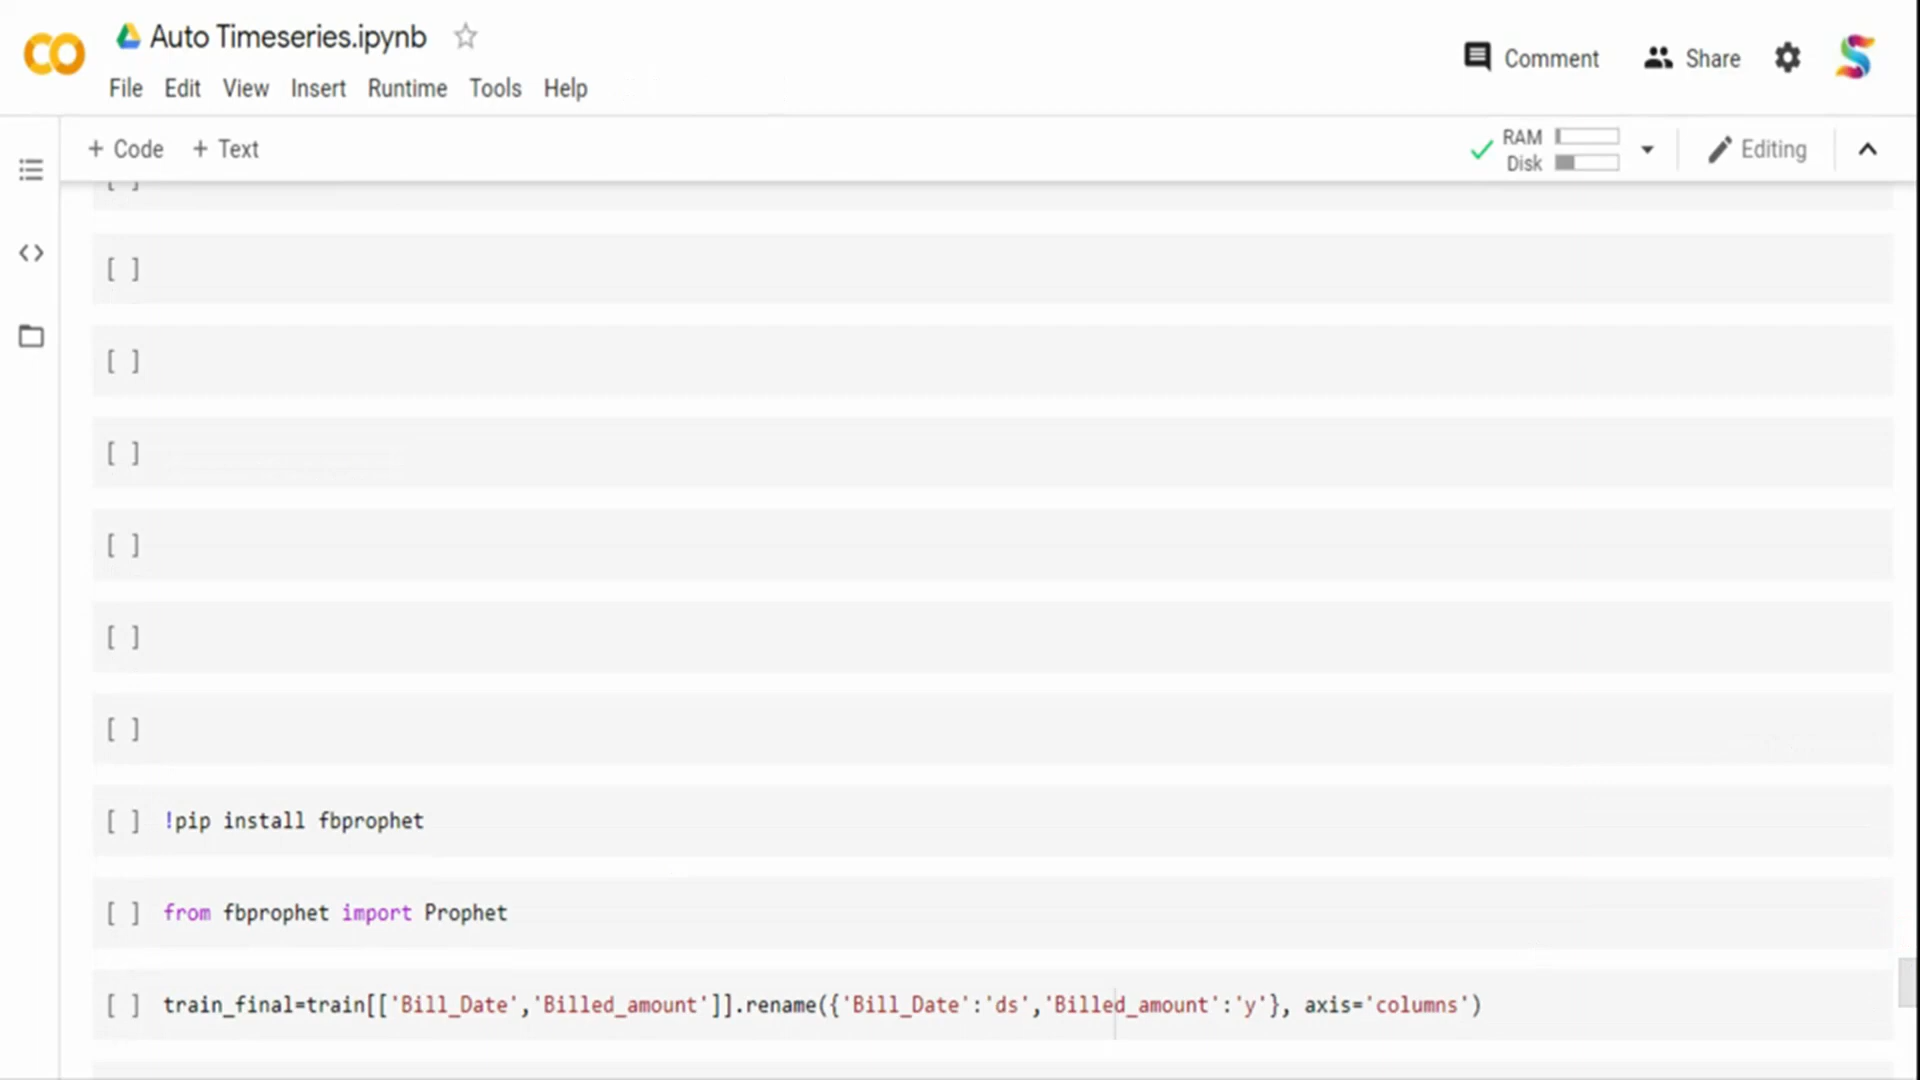 Auto Timeseries.ipynb
Comment Share
File Edit View Insert Runtime Tools Help
+ Code + Text
RAM
Disk
Editing
[ ]
[ ]
[ ]
[ ]
[ ]
[ ]
[ ]
[ ] !pip install fbprophet
[ ] from fbprophet import Prophet
[ ] train_final=train[['Bill_Date','Billed_amount']].rename({'Bill_Date':'ds','Billed_amount':'y'}, axis='columns')